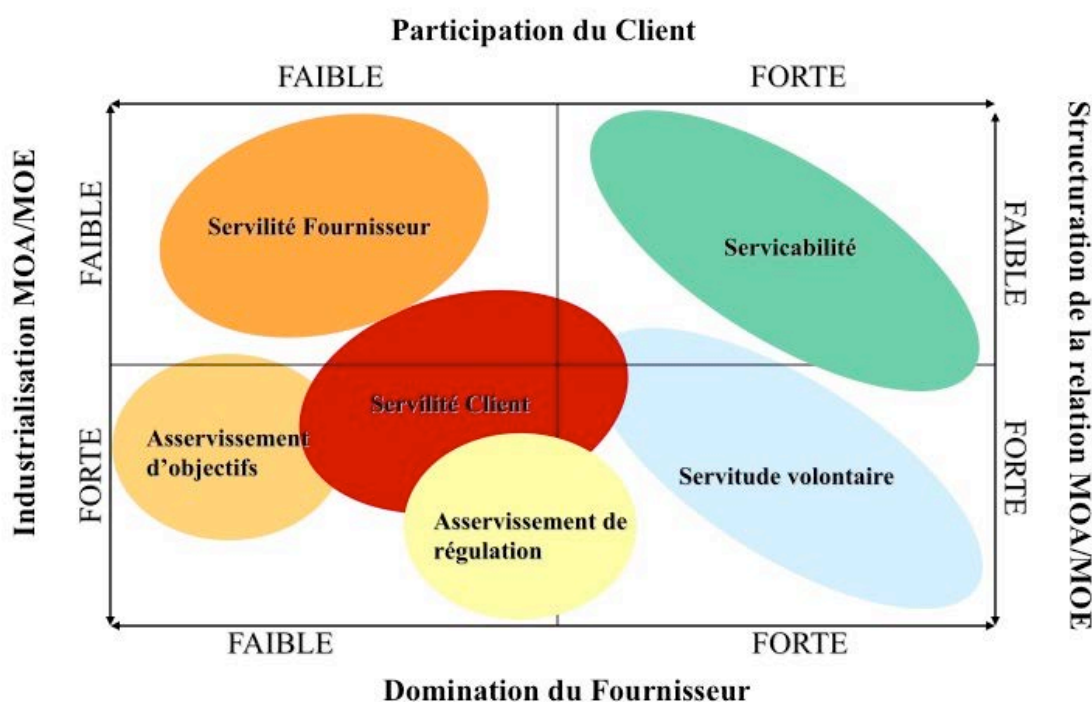 Participation du Client
FAIBLE
FORTE
Industrialisation MOA/MOE
FAIBLE
FORTE
Servilité Fournisseur
Servicabilité
Servilité Client
Asservissement
d’objectifs
Servitude volontaire
Asservissement de
régulation
FAIBLE
FORTE
Structuration de la relation MOA/MOE
FAIBLE
FORTE
Domination du Fournisseur